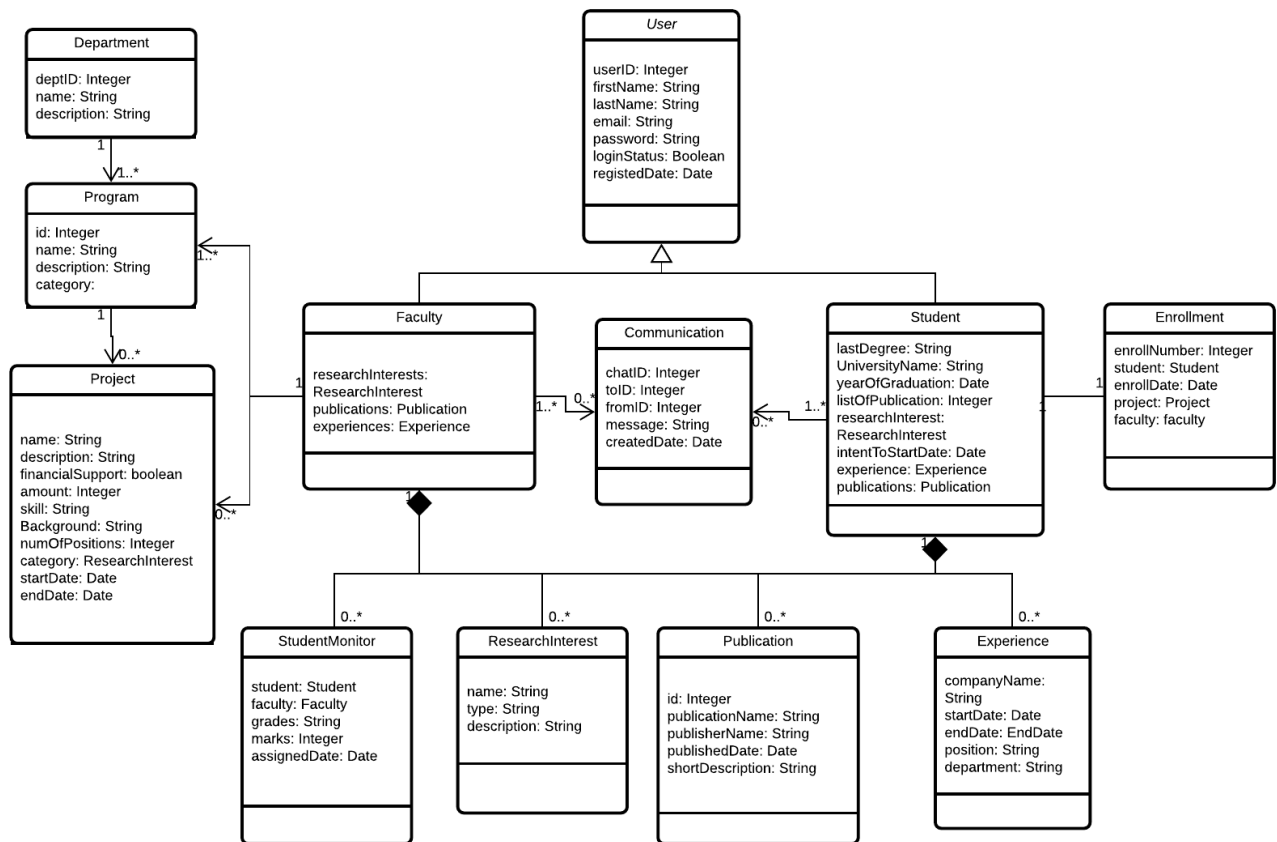 Department
deptID: Integer
name: String
description: String
1
1..*
Program
id: Integer
name: String
description: String
category:
1
0..*
Project
name: String
description: String
financialSupport: boolean
amount: Integer
skill: String
Background: String
numOfPositions: Integer
category: ResearchInterest
startDate: Date
endDate: Date
User
userID: Integer
firstName: String
lastName: String
email: String
password: String
loginStatus: Boolean
registedDate: Date
1..*
1
0..*
Faculty
researchInterests:
ResearchInterest
publications: Publication
experiences: Experience
1..*
0..*
1
Communication
chatID: Integer
toID: Integer
fromID: Integer
message: String
createdDate: Date
0..*
1..*
Student
lastDegree: String
UniversityName: String
yearOfGraduation: Date
listOfPublication: Integer
researchInterest:
ResearchInterest
intentToStartDate: Date
experience: Experience
publications: Publication
1
1
1
Enrollment
enrollNumber: Integer
student: Student
enrollDate: Date
project: Project
faculty: faculty
0..*
StudentMonitor
student: Student
faculty: Faculty
grades: String
marks: Integer
assignedDate: Date
0..*
ResearchInterest
name: String
type: String
description: String
0..*
Publication
id: Integer
publicationName: String
publisherName: String
publishedDate: Date
shortDescription: String
0..*
Experience
companyName:
String
startDate: Date
endDate: EndDate
position: String
department: String